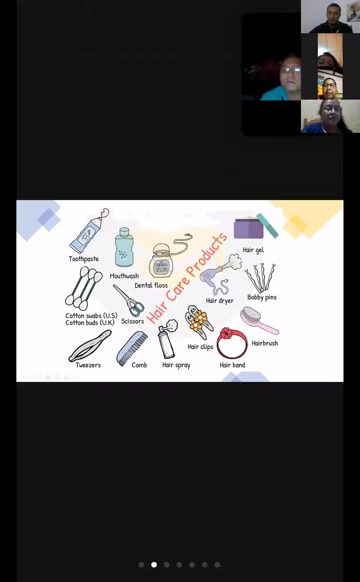 Hair Care Products
Toothpaste
Mouthwash
Dental floss
Hair gel
Cotton swabs (U.S)
Cotton buds (U.K)
Scissors
Hair dryer
Bobby pins
Tweezers
Comb
Hair spray
Hair clips
Hair band
Hairbrush